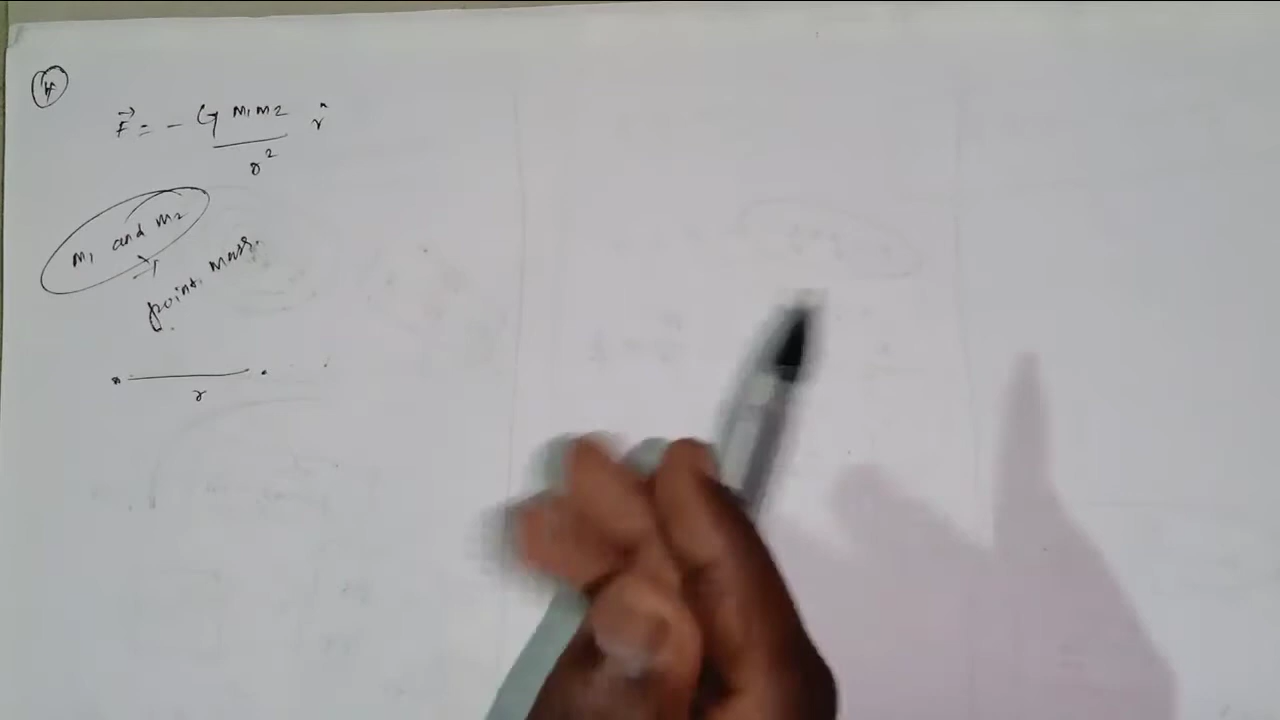 4
F⃗ = - G m₁m₂ / r² r̂
m₁ and m₂
point mass.
r